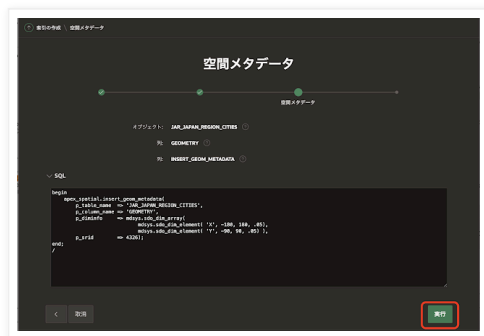 索引の作成 \ 空間メタデータ
空間メタデータ
空間メタデータ
オブジェクト: JAR_JAPAN_REGION_CITIES
列: GEOMETRY
列: INSERT_GEOM_METADATA
SQL
begin
apex_spatial.insert_geom_metadata(
p_table_name => 'JAR_JAPAN_REGION_CITIES',
p_column_name => 'GEOMETRY',
p_diminfo => mdsys.sdo_dim_array(
mdsys.sdo_dim_element( 'X', -180, 180, .05),
mdsys.sdo_dim_element( 'Y', -90, 90, .05) ),
p_srid => 4326);
end;
/
取消
実行